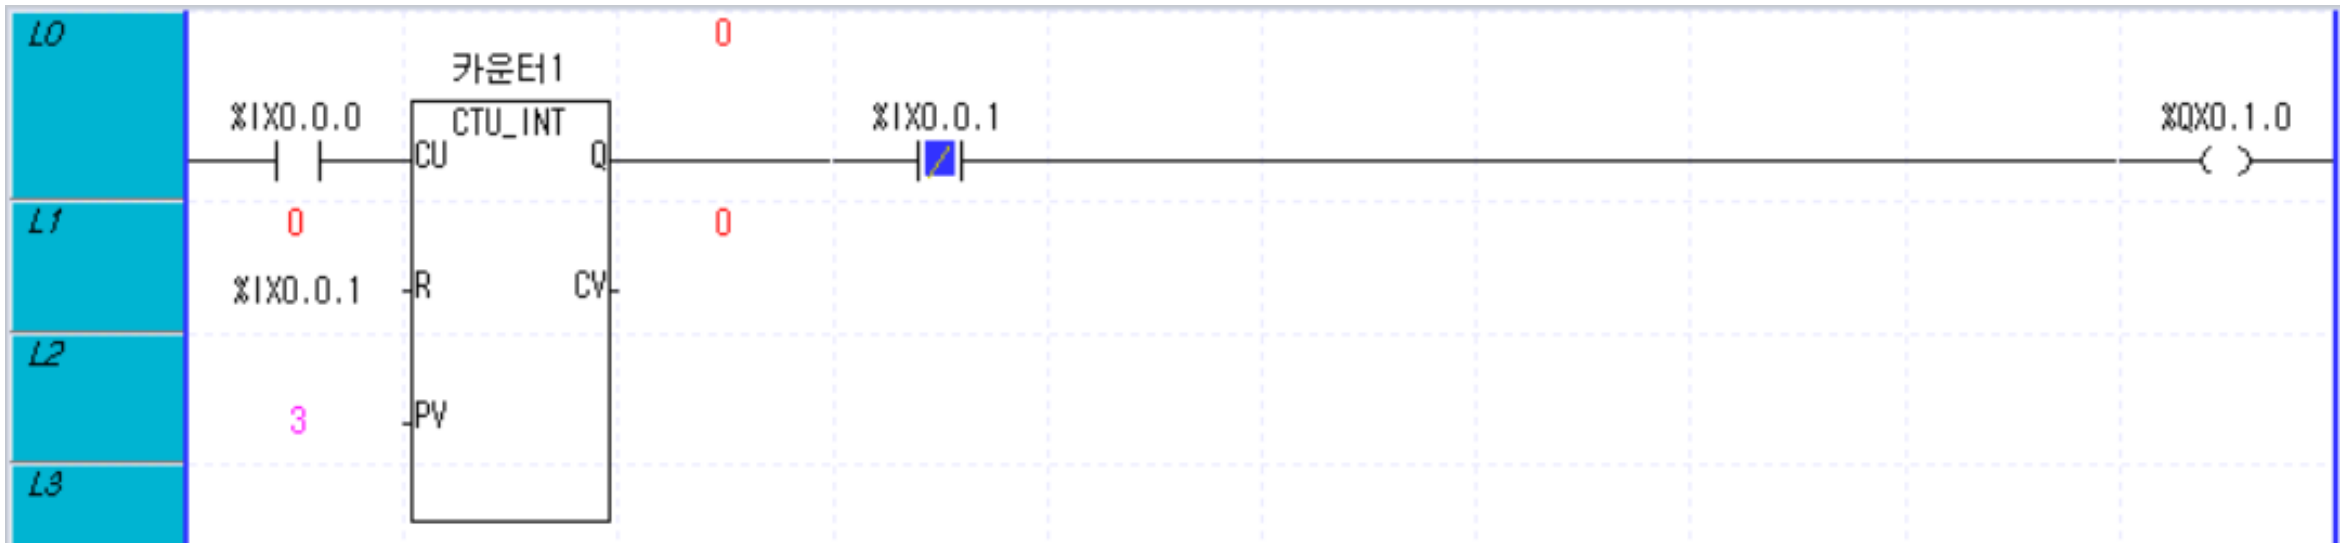 L0
0
카운터1
%IX0.0.0
CTU_INT
%IX0.0.1
%QX0.1.0
CU
Q
L1
0
0
%IX0.0.1
R
CV
L2
3
PV
L3